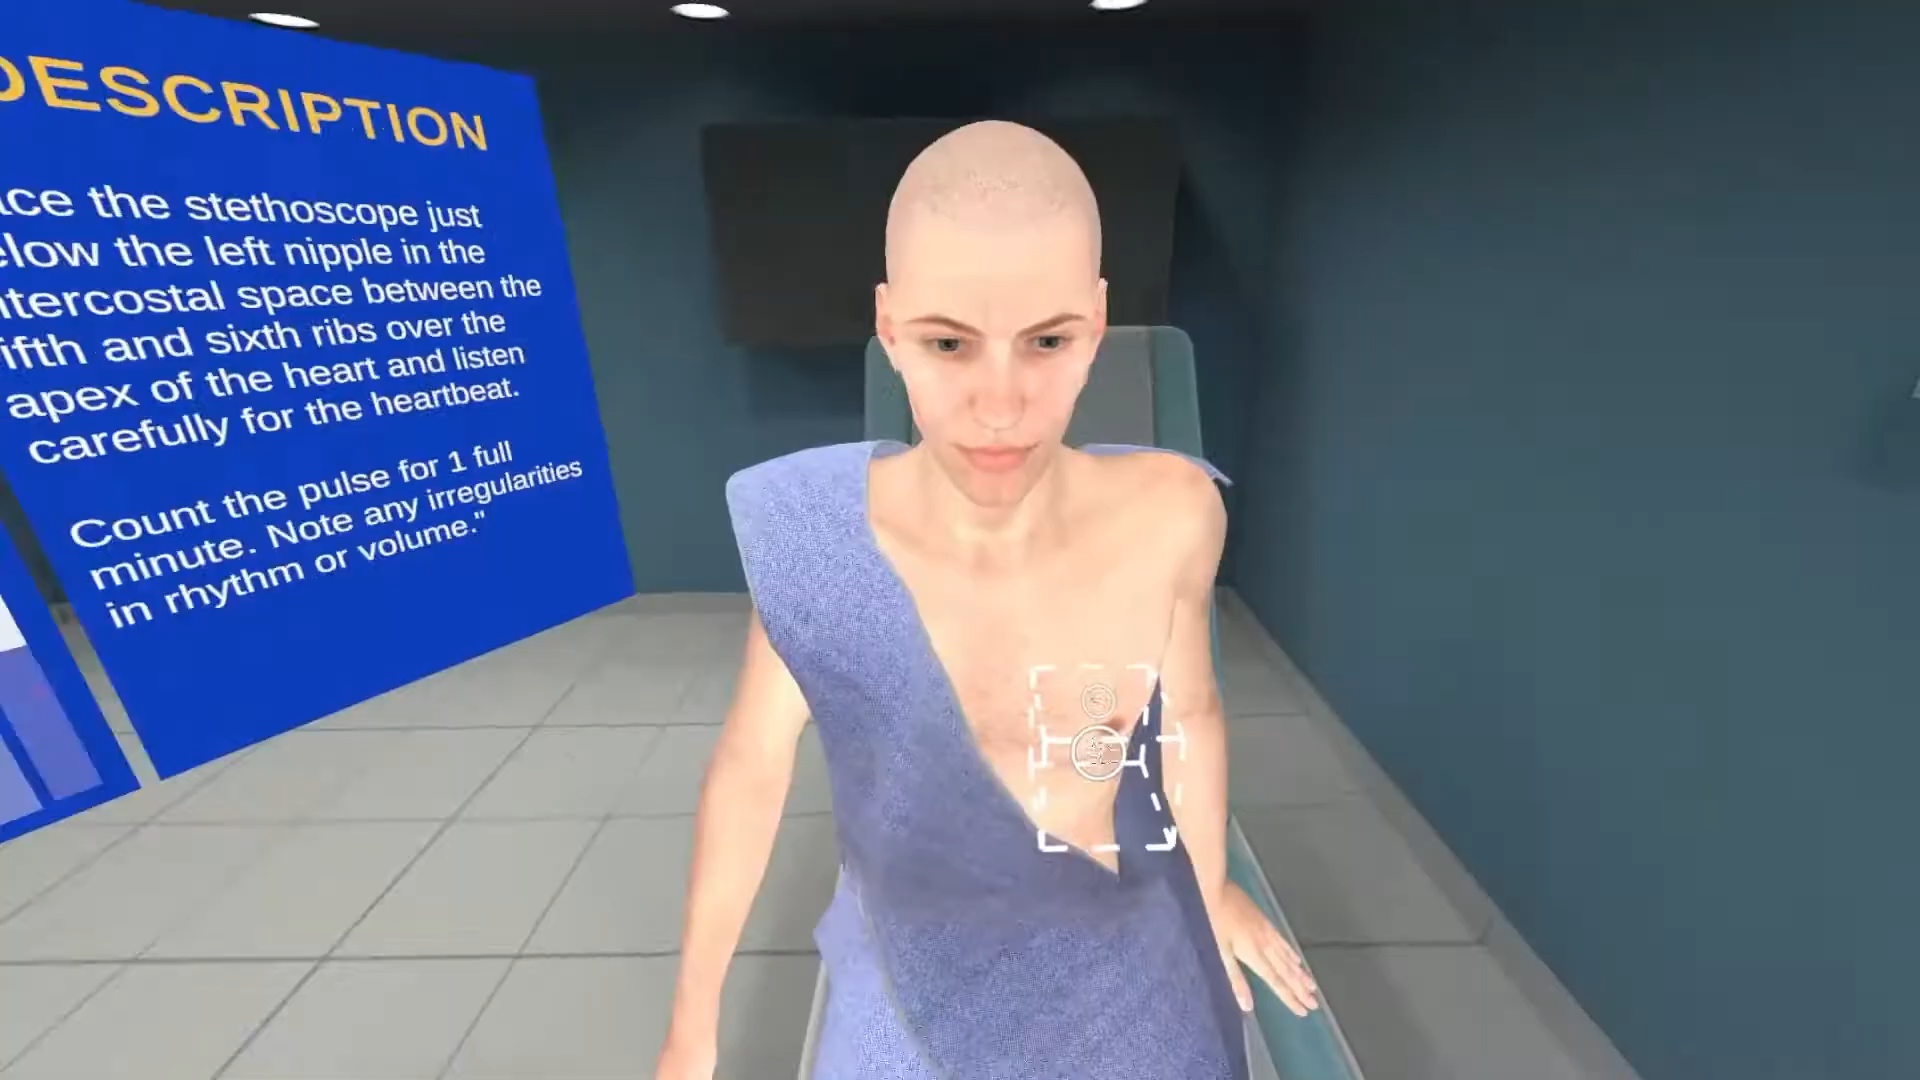 DESCRIPTION
ce the stethoscope just
elow the left nipple in the
ntercostal space between the
ifth and sixth ribs over the
apex of the heart and listen
carefully for the heartbeat.
Count the pulse for 1 full
minute. Note any irregularities
in rhythm or volume."